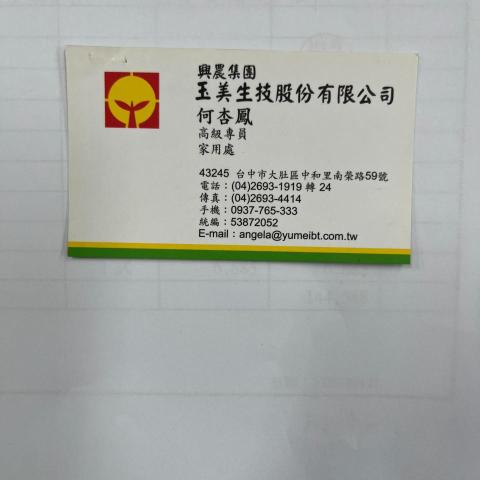 興農集團
玉美生技股份有限公司
何杏鳳
高級專員
家用處
43245 台中市大肚區中和里南榮路59號
電話：(04)2693-1919 轉 24
傳真：(04)2693-4414
手機：0937-765-333
統編：53872052
E-mail：angela@yumeibt.com.tw